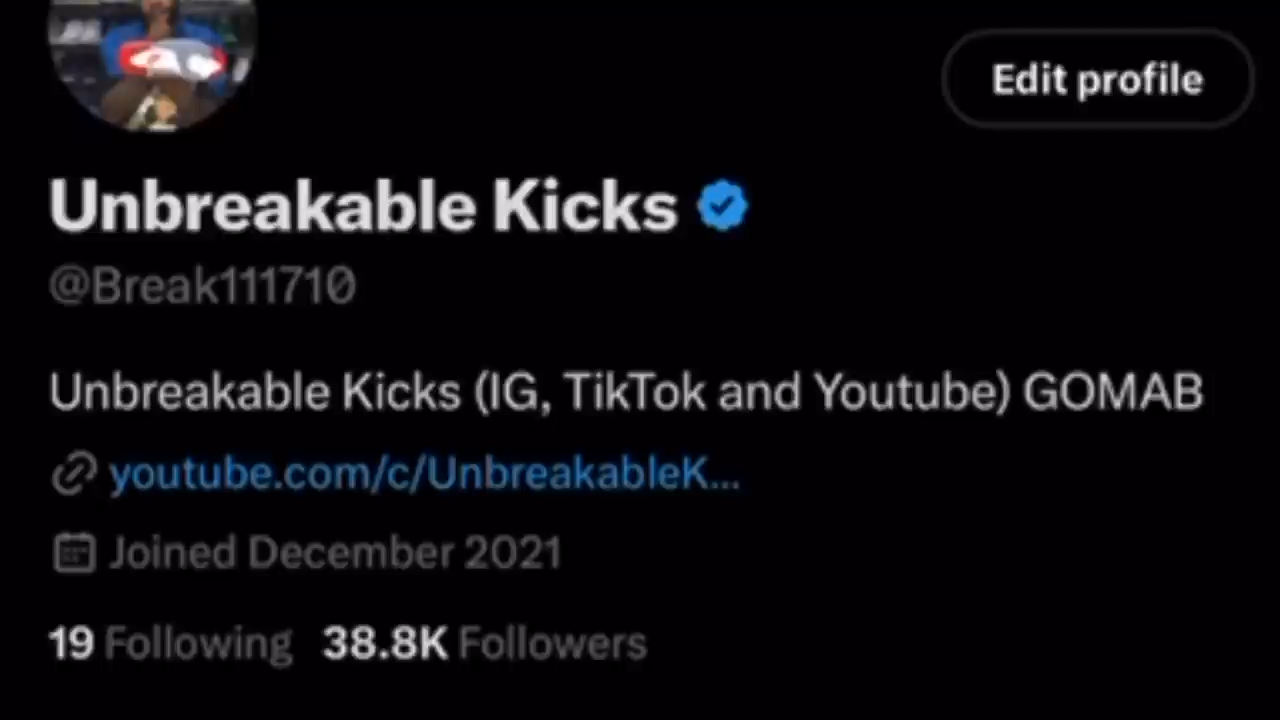 Edit profile
Unbreakable Kicks
@Break111710
Unbreakable Kicks (IG, TikTok and Youtube) GOMAB
youtube.com/c/UnbreakableK...
Joined December 2021
19 Following 38.8K Followers